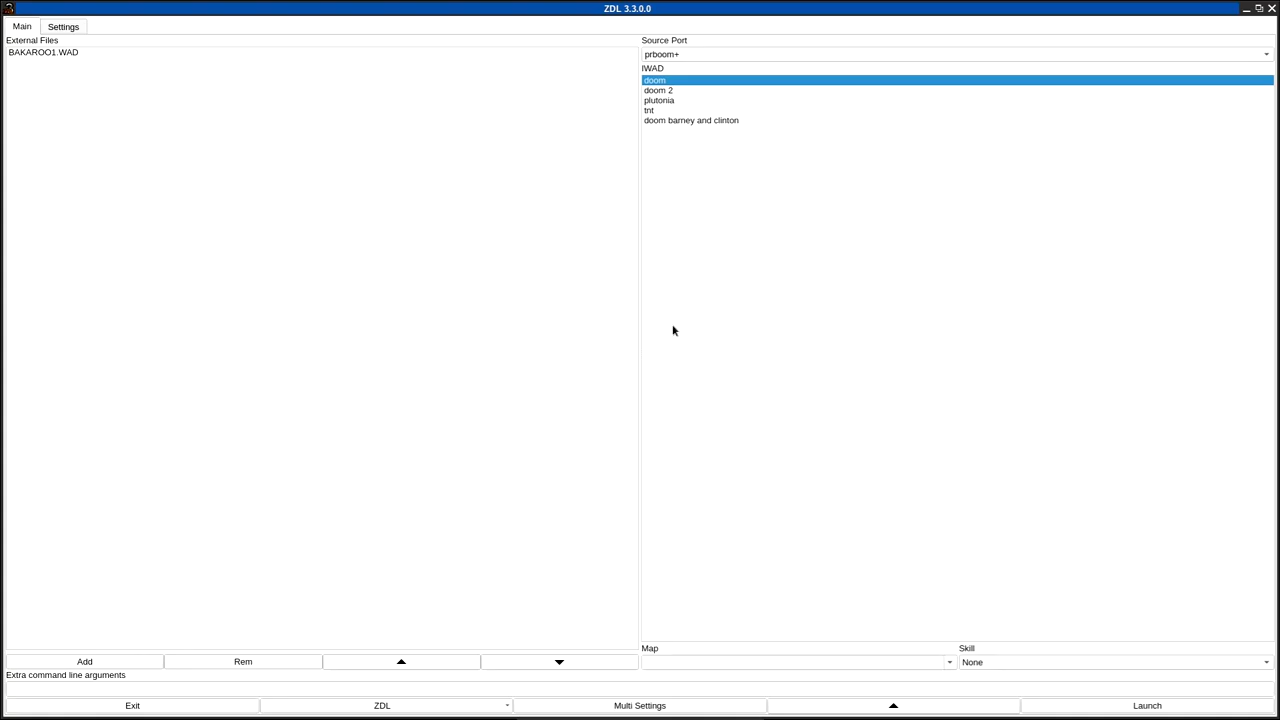 ZDL 3.3.0.0
Main
Settings
External Files
BAKAROO1.WAD
Source Port
prboom+
IWAD
doom
doom 2
plutonia
tnt
doom barney and clinton
Add
Rem
Map
Skill
None
Extra command line arguments
Exit
ZDL
Multi Settings
Launch